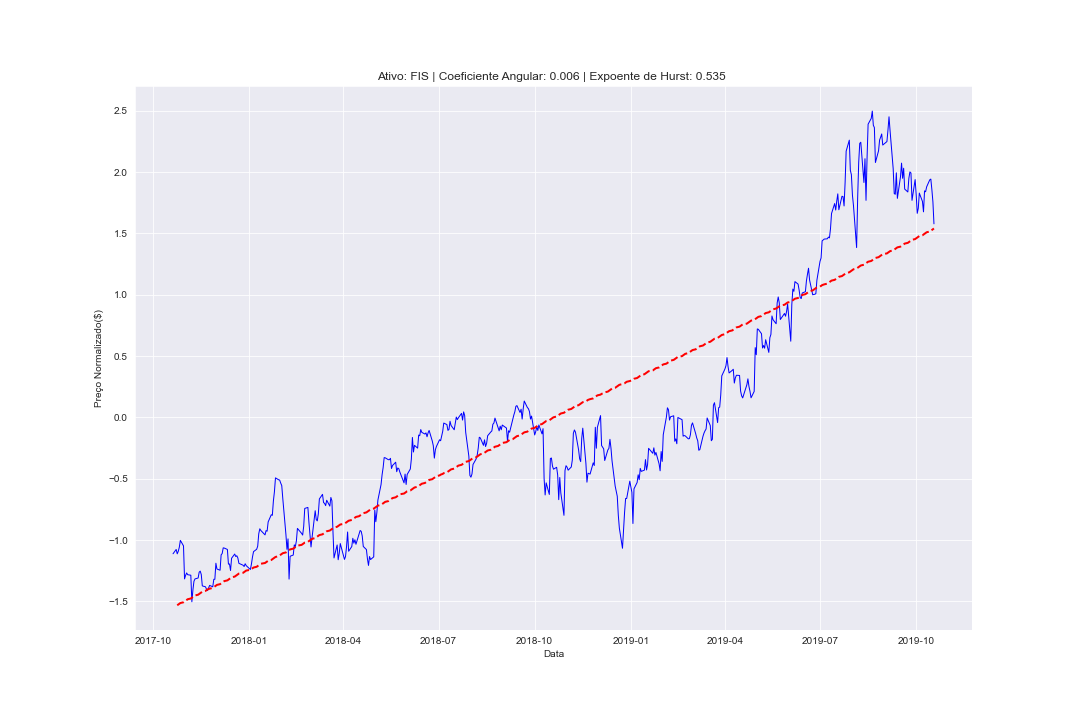 Ativo: FIS | Coeficiente Angular: 0.006 | Expoente de Hurst: 0.535
2.5
2.0
1.5
1.0
0.5
0.0
−0.5
−1.0
−1.5
Preço Normalizado($)
2017-10 2018-01 2018-04 2018-07 2018-10 2019-01 2019-04 2019-07 2019-10
Data